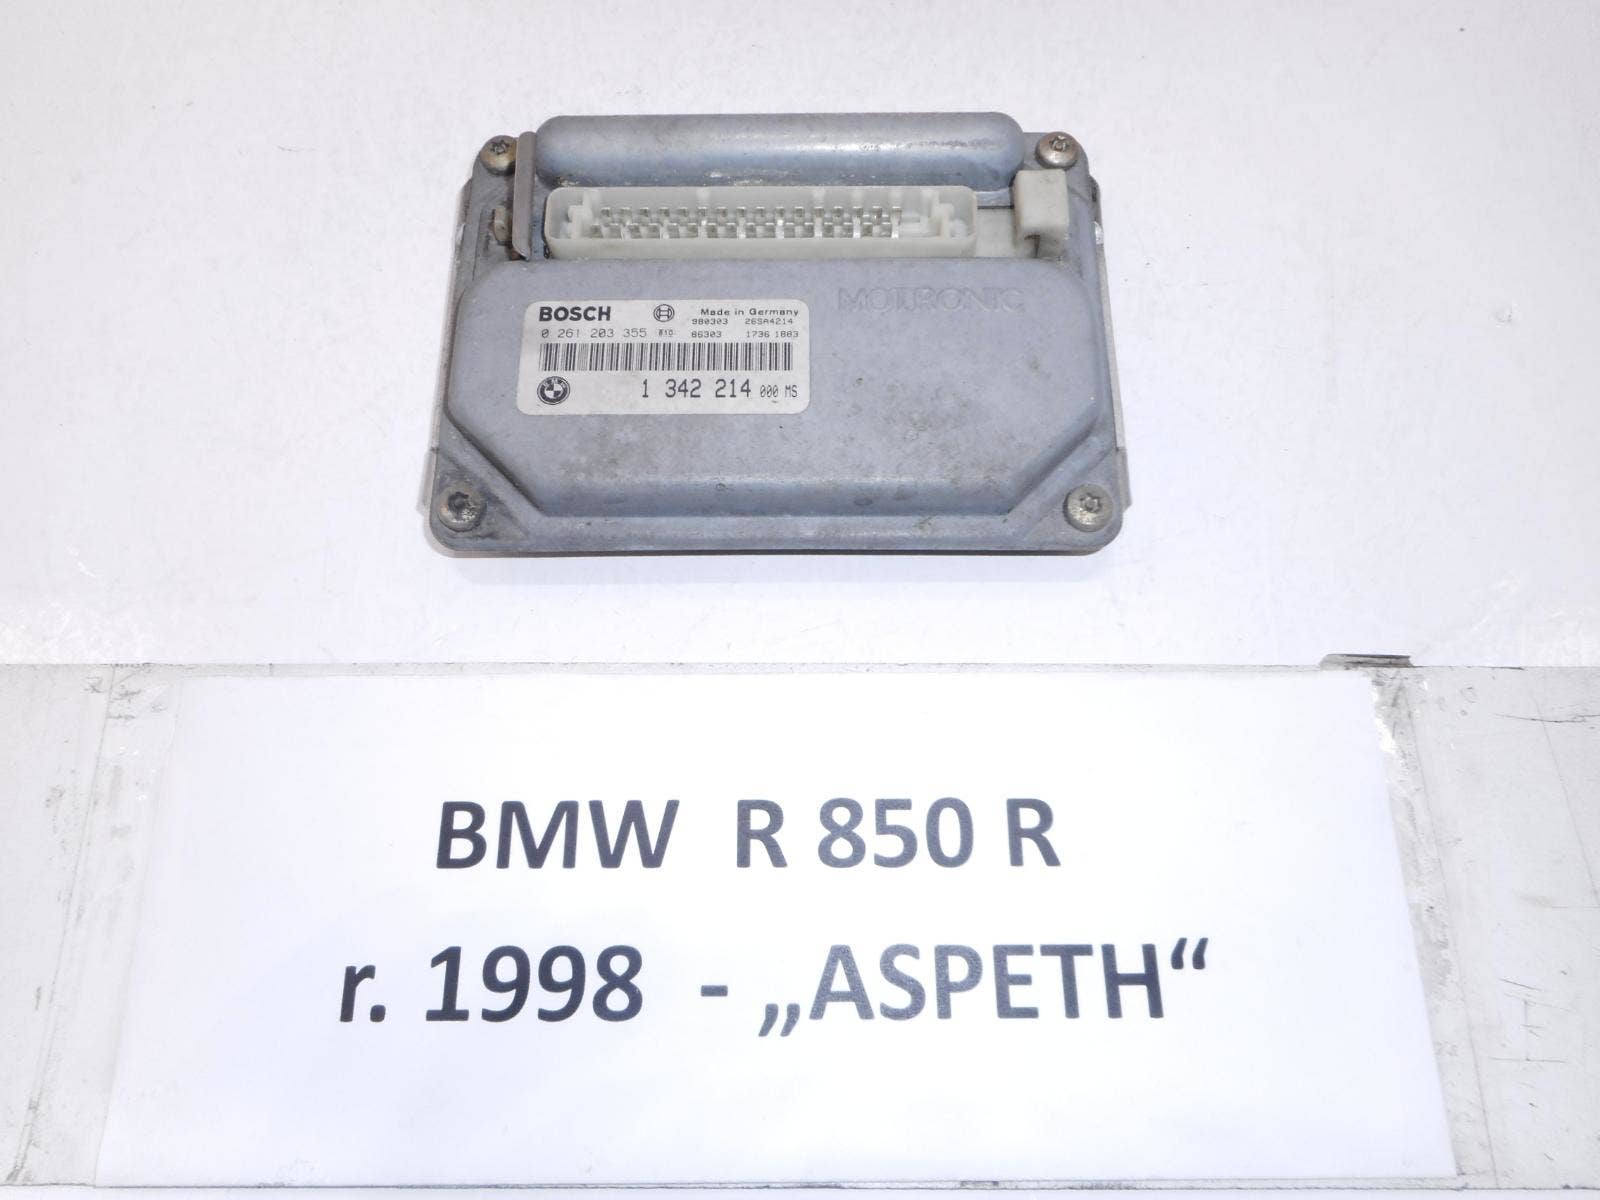 MOTRONIC
BOSCH Made in Germany
980303 26SA4214
0 261 203 355 86303 1736 1883
1 342 214 000 MS
BMW R 850 R
r. 1998 - „ASPETH“